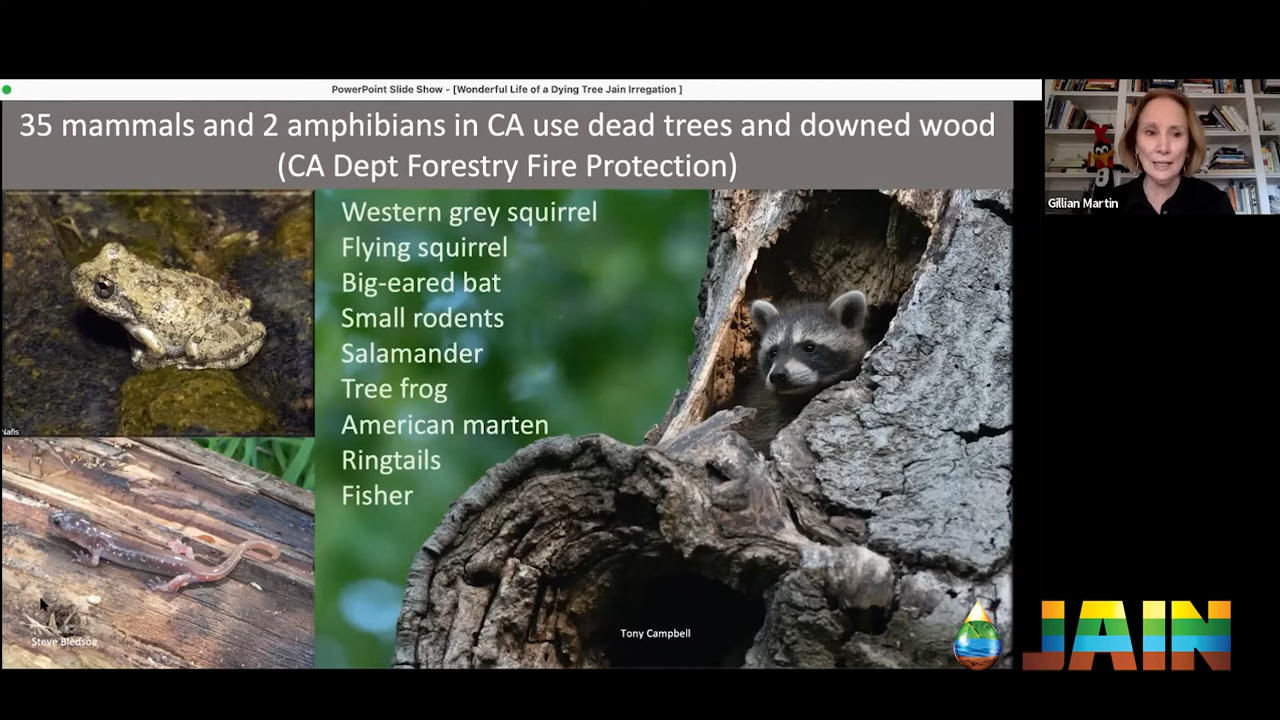 PowerPoint Slide Show - [Wonderful Life of a Dying Tree Jain Irregation ]
35 mammals and 2 amphibians in CA use dead trees and downed wood
(CA Dept Forestry Fire Protection)
Gillian Martin
Western grey squirrel
Flying squirrel
Big-eared bat
Small rodents
Salamander
Tree frog
American marten
Ringtails
Fisher
Nafis
Steve Bledsoe
Tony Campbell
JAIN